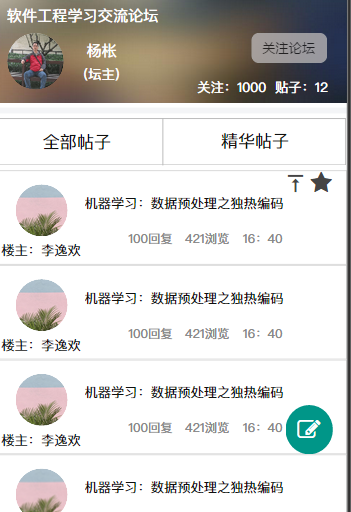 软件工程学习交流论坛
杨枨
(坛主)
关注论坛
关注：1000 贴子：12
全部帖子
精华帖子
机器学习：数据预处理之独热编码
100回复 421浏览 16：40
楼主：李逸欢
机器学习：数据预处理之独热编码
100回复 421浏览 16：40
楼主：李逸欢
机器学习：数据预处理之独热编码
100回复 421浏览 16：40
楼主：李逸欢
机器学习：数据预处理之独热编码